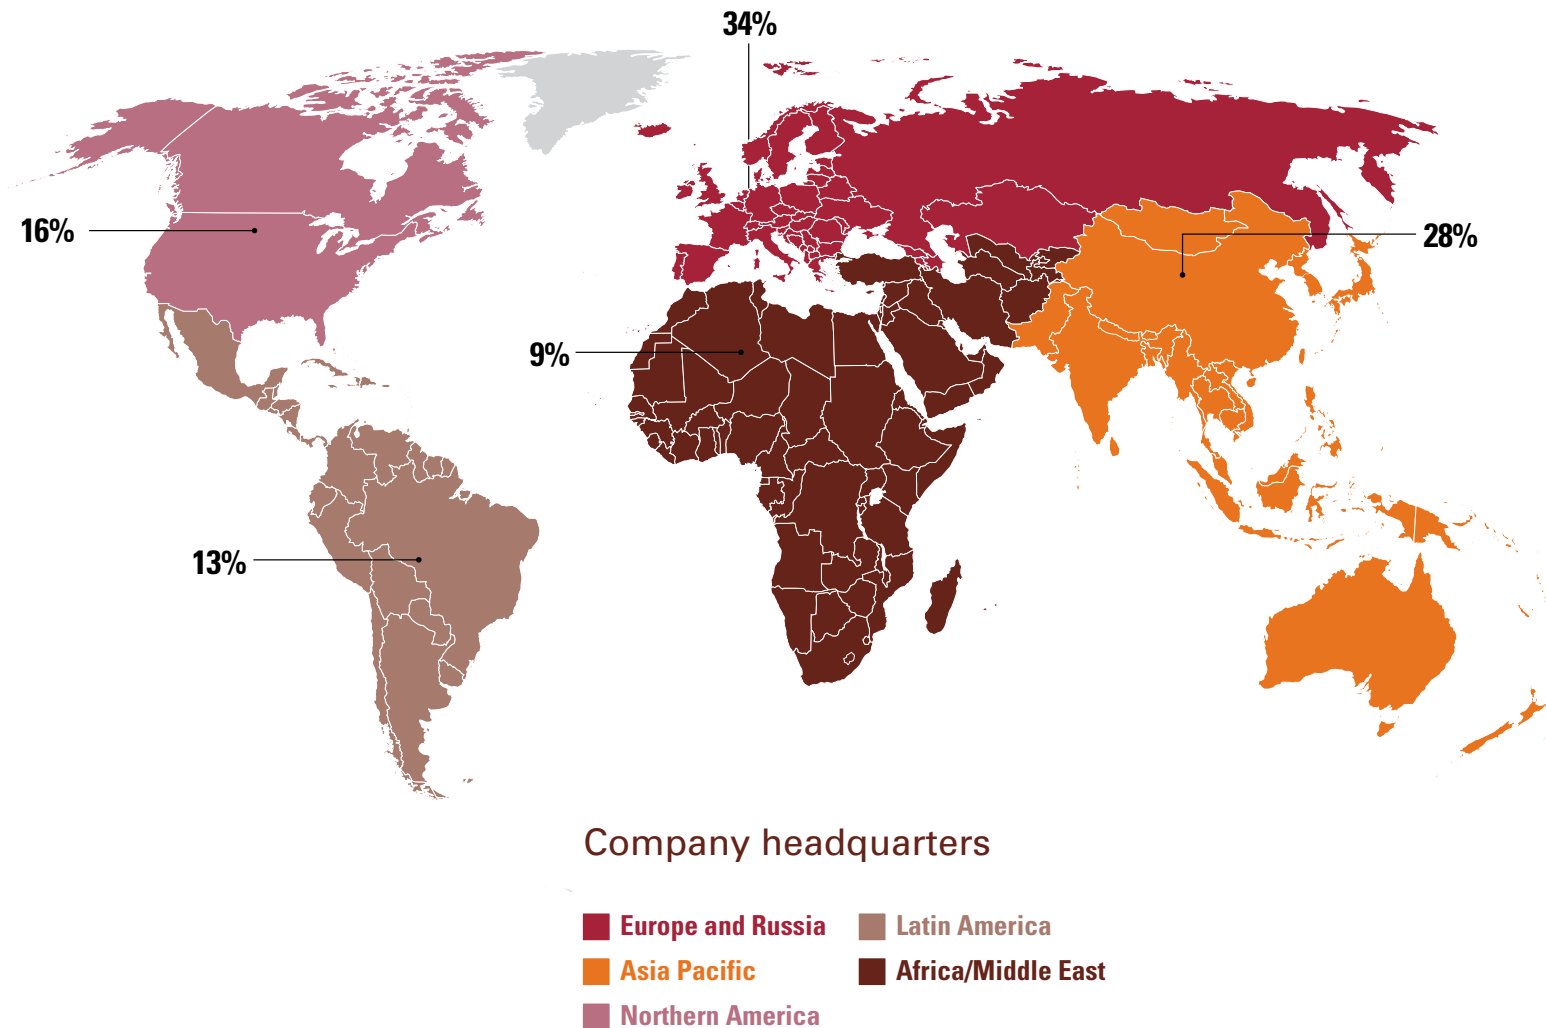 34%
16%
28%
9%
13%
Company headquarters
Europe and Russia
Latin America
Asia Pacific
Africa/Middle East
Northern America